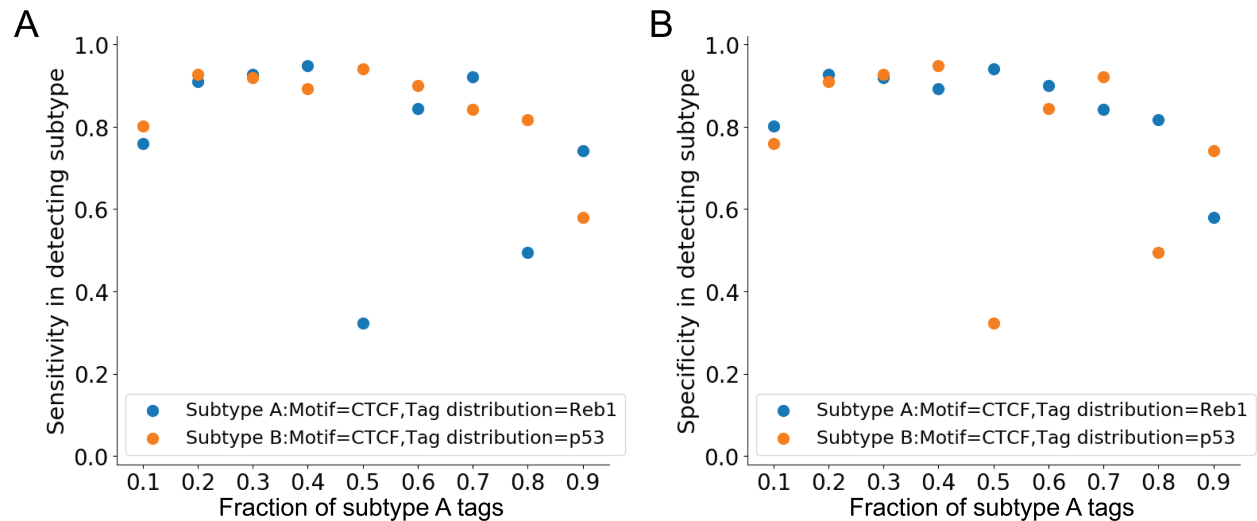 A
Sensitivity in detecting subtype
1.0
0.8
0.6
0.4
0.2
0.0
Subtype A:Motif=CTCF,Tag distribution=Reb1
Subtype B:Motif=CTCF,Tag distribution=p53
0.1 0.2 0.3 0.4 0.5 0.6 0.7 0.8 0.9
Fraction of subtype A tags
B
Specificity in detecting subtype
1.0
0.8
0.6
0.4
0.2
0.0
Subtype A:Motif=CTCF,Tag distribution=Reb1
Subtype B:Motif=CTCF,Tag distribution=p53
0.1 0.2 0.3 0.4 0.5 0.6 0.7 0.8 0.9
Fraction of subtype A tags